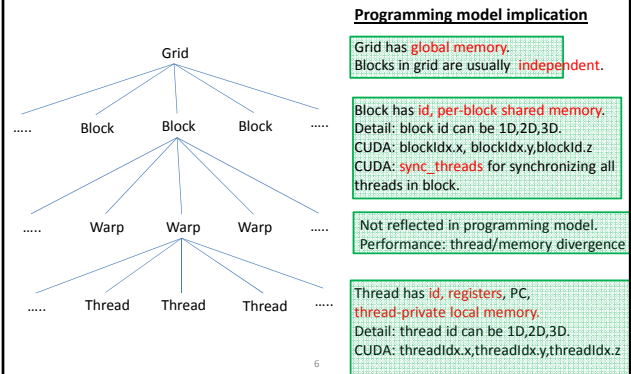 Programming model implication
Grid
Grid has global memory.
Blocks in grid are usually independent.
.....
Block
Block
Block
.....
Block has id, per-block shared memory.
Detail: block id can be 1D,2D,3D.
CUDA: blockIdx.x, blockIdx.y,blockId.z
CUDA: sync_threads for synchronizing all
threads in block.
.....
Warp
Warp
Warp
.....
Not reflected in programming model.
Performance: thread/memory divergence
.....
Thread
Thread
Thread
.....
Thread has id, registers, PC,
thread-private local memory.
Detail: thread id can be 1D,2D,3D.
CUDA: threadIdx.x,threadIdx.y,threadIdx.z
6